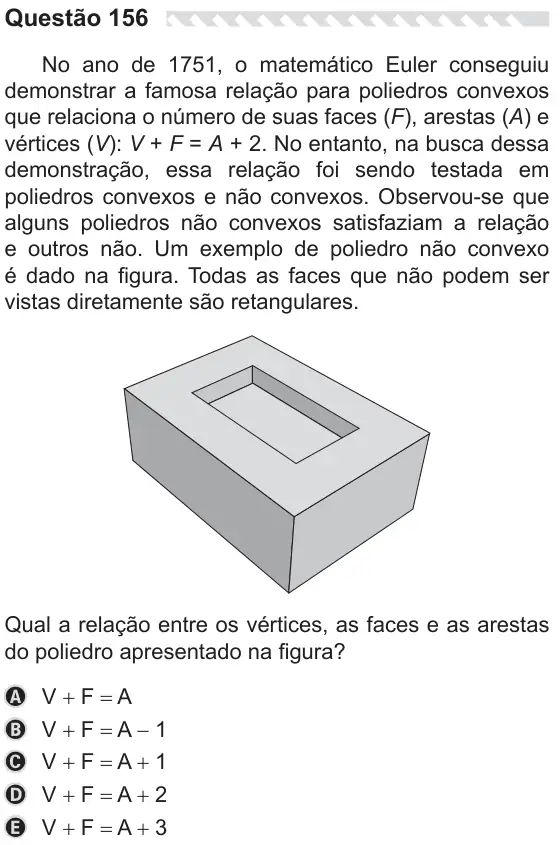 Questão 156
No ano de 1751, o matemático Euler conseguiu
demonstrar a famosa relação para poliedros convexos
que relaciona o número de suas faces (F), arestas (A) e
vértices (V): V + F = A + 2. No entanto, na busca dessa
demonstração, essa relação foi sendo testada em
poliedros convexos e não convexos. Observou-se que
alguns poliedros não convexos satisfaziam a relação
e outros não. Um exemplo de poliedro não convexo
é dado na figura. Todas as faces que não podem ser
vistas diretamente são retangulares.
Qual a relação entre os vértices, as faces e as arestas
do poliedro apresentado na figura?
A V + F = A
B V + F = A − 1
C V + F = A + 1
D V + F = A + 2
E V + F = A + 3